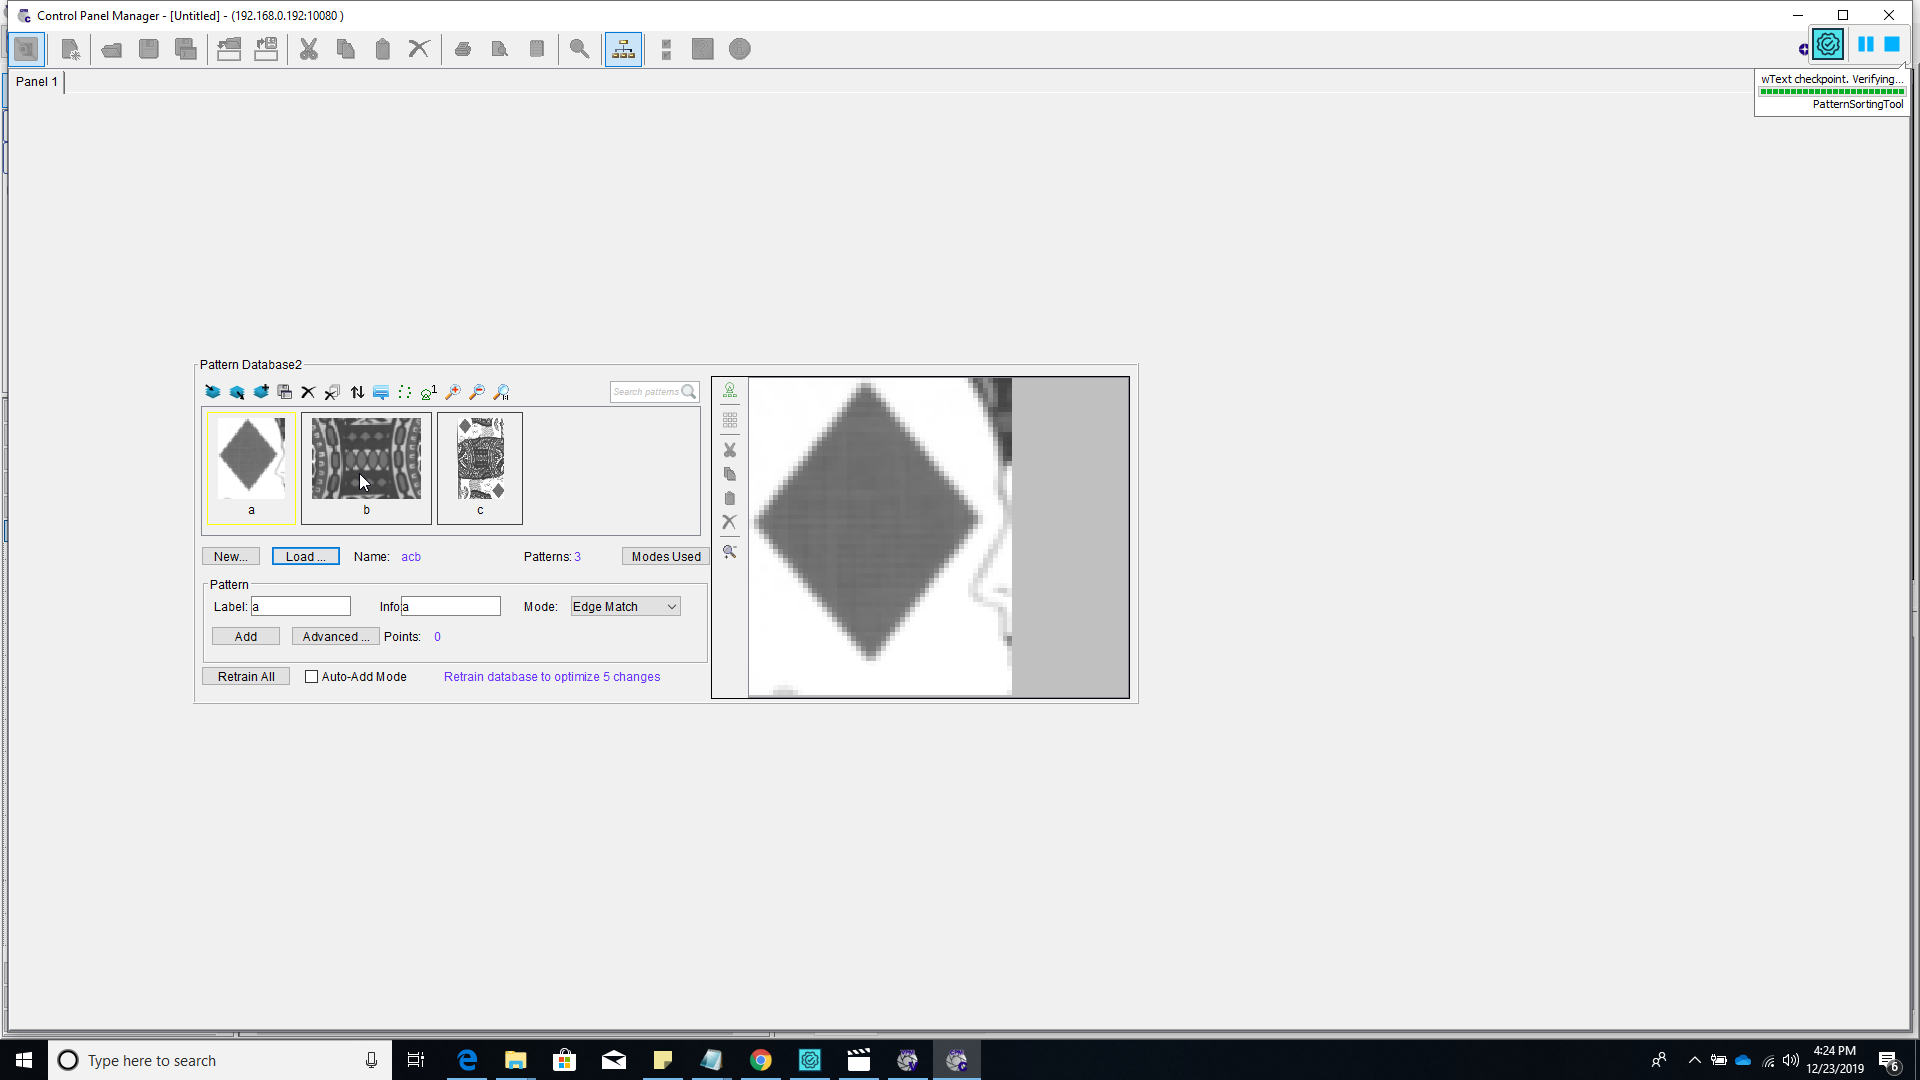 Control Panel Manager - [Untitled] - (192.168.0.192:10080 )
Panel 1
wText checkpoint. Verifying...
PatternSortingTool
Pattern Database2
Search patterns
a
b
c
New...
Load ...
Name:
acb
Patterns:
3
Modes Used
Pattern
Label:
a
Info
a
Mode:
Edge Match
Add
Advanced ...
Points:
0
Retrain All
Auto-Add Mode
Retrain database to optimize 5 changes
Type here to search
4:24 PM
12/23/2019
6